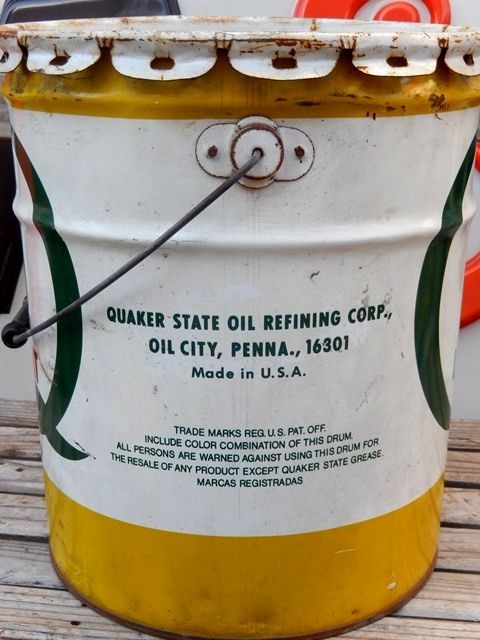 QUAKER STATE OIL REFINING CORP.,
OIL CITY, PENNA., 16301
Made in U.S.A.
TRADE MARKS REG. U.S. PAT. OFF.
INCLUDE COLOR COMBINATION OF THIS DRUM.
ALL PERSONS ARE WARNED AGAINST USING THIS DRUM FOR
THE RESALE OF ANY PRODUCT EXCEPT QUAKER STATE GREASE.
MARCAS REGISTRADAS